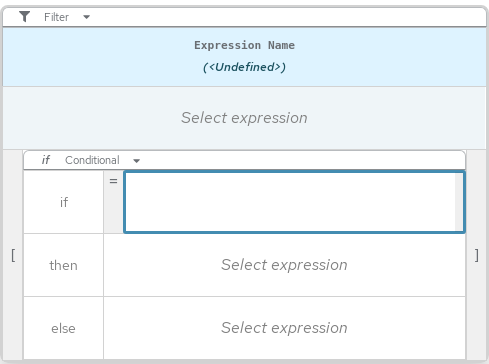 Filter
Expression Name
(<Undefined>)
Select expression
if Conditional
if =
[ ]
then Select expression
else Select expression